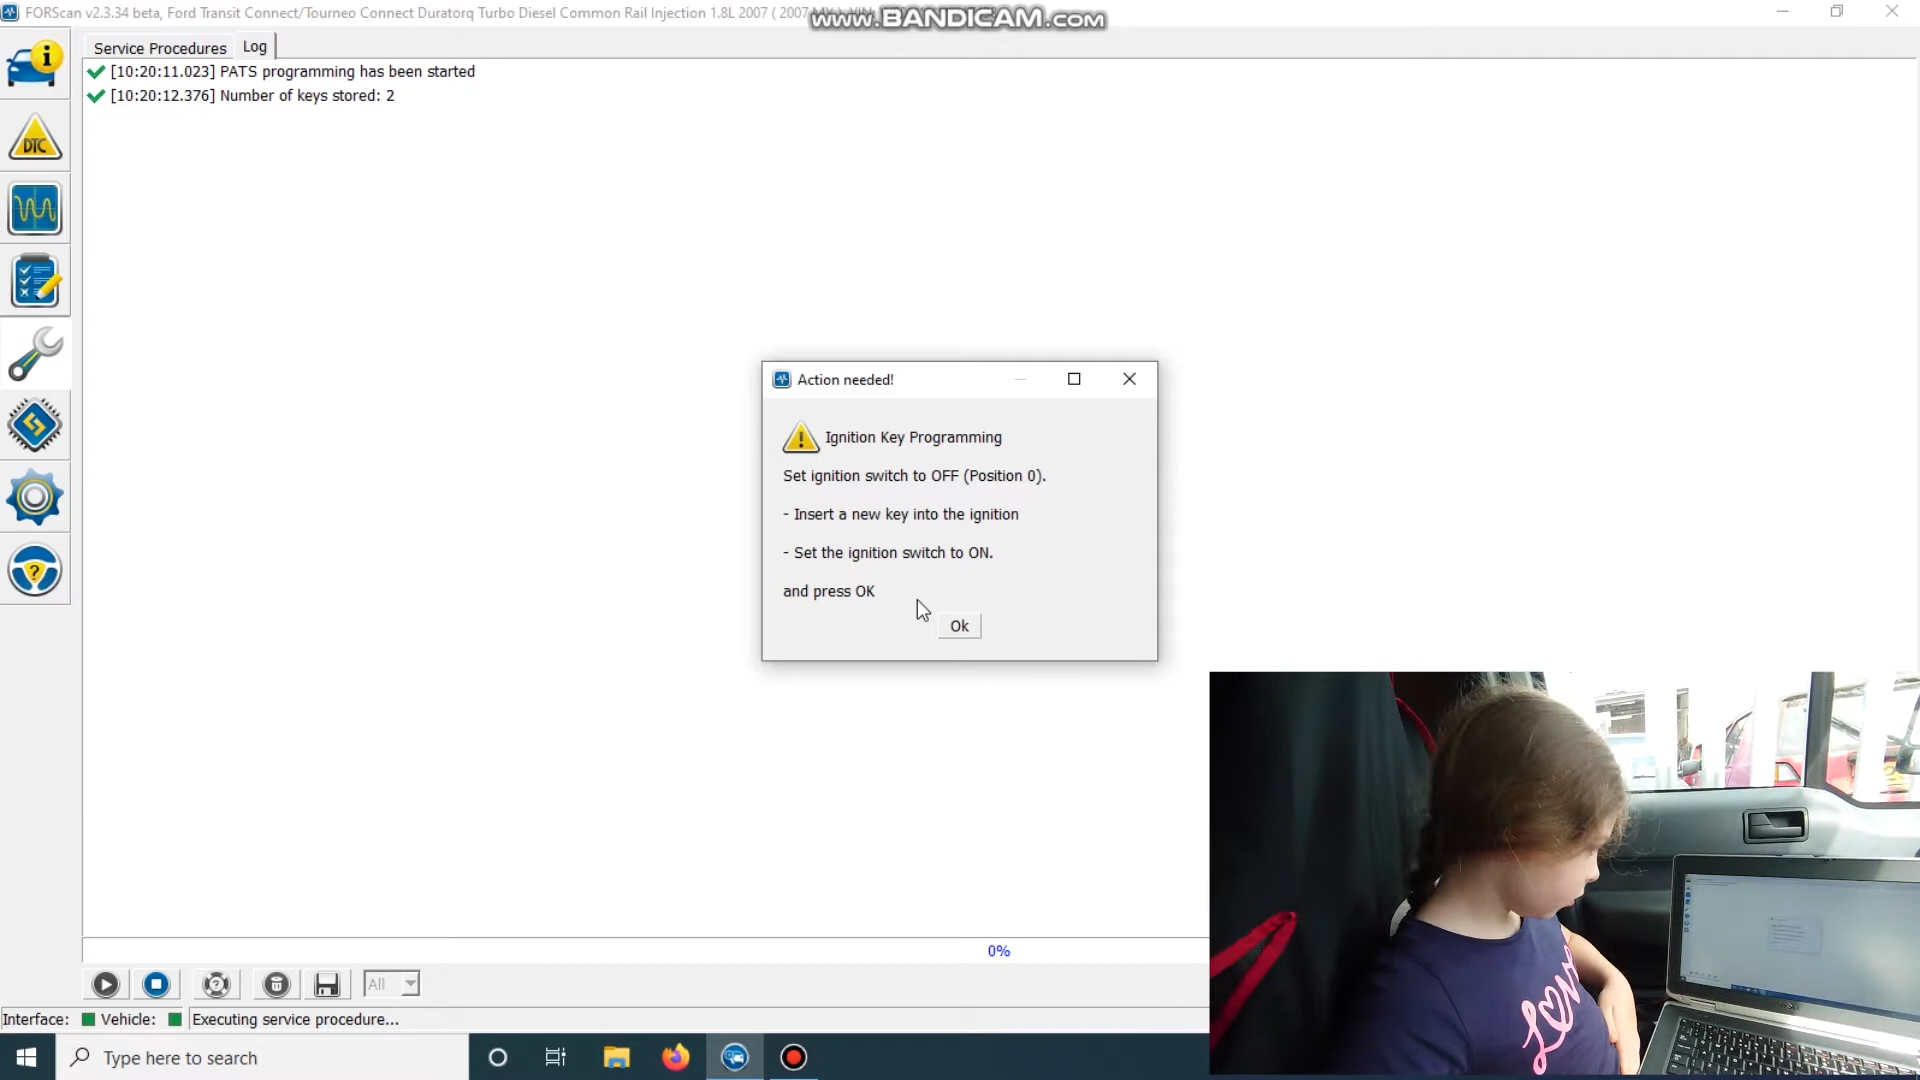 FORScan v2.3.34 beta, Ford Transit Connect/Tourneo Connect Duratorq Turbo Diesel Common Rail Injection 1.8L 2007 ( 2007
www.BANDICAM.com
Service Procedures
Log
[10:20:11.023] PATS programming has been started
[10:20:12.376] Number of keys stored: 2
DTC
Action needed!
Ignition Key Programming
Set ignition switch to OFF (Position 0).
- Insert a new key into the ignition
- Set the ignition switch to ON.
and press OK
Ok
0%
All
Interface: Vehicle: Executing service procedure...
Type here to search
Love